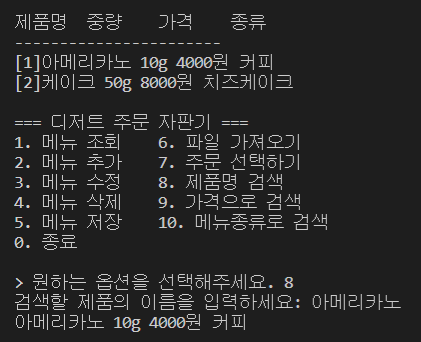 제품명  중량    가격    종류
-----------------------
[1]아메리카노 10g 4000원 커피
[2]케이크 50g 8000원 치즈케이크
=== 디저트 주문 자판기 ===
1. 메뉴 조회    6. 파일 가져오기
2. 메뉴 추가    7. 주문 선택하기
3. 메뉴 수정    8. 제품명 검색
4. 메뉴 삭제    9. 가격으로 검색
5. 메뉴 저장    10. 메뉴종류로 검색
0. 종료
> 원하는 옵션을 선택해주세요. 8
검색할 제품의 이름을 입력하세요: 아메리카노
아메리카노 10g 4000원 커피